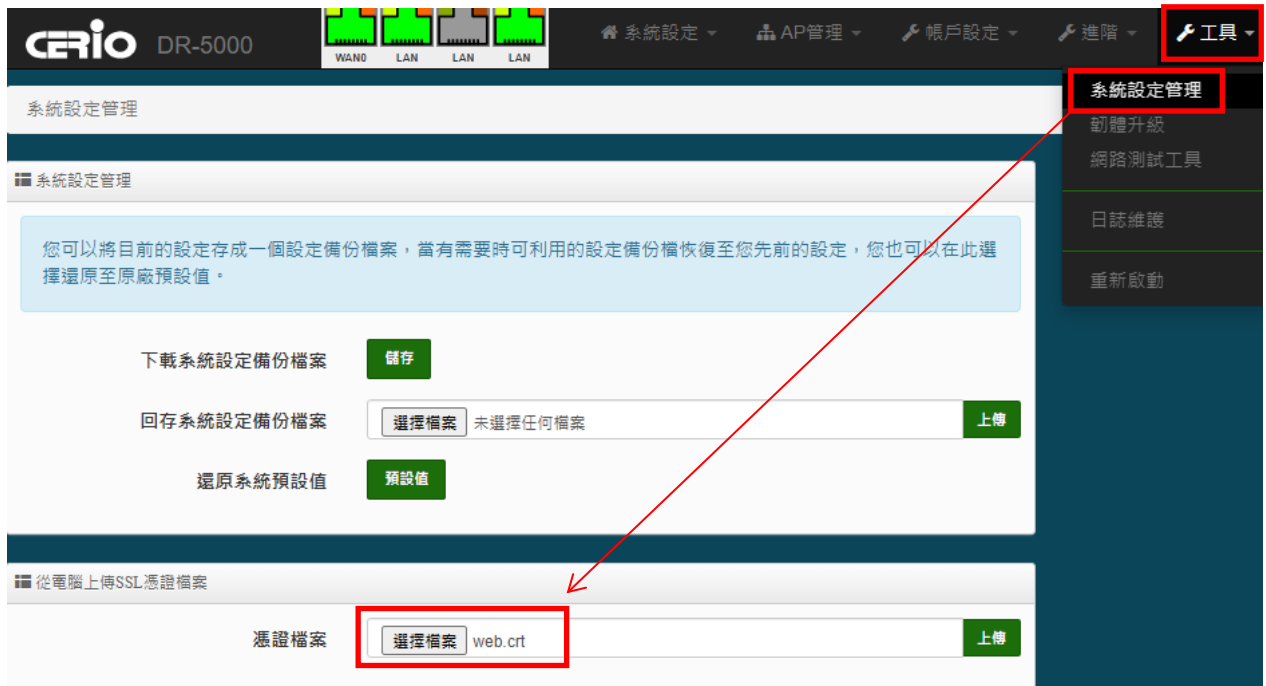 CERIO DR-5000
WAN0 LAN LAN LAN
系統設定 AP管理 帳戶設定 進階 工具
系統設定管理
韌體升級
網路測試工具
日誌維護
重新啟動
系統設定管理
系統設定管理
您可以將目前的設定存成一個設定備份檔案，當有需要時可利用的設定備份檔恢復至您先前的設定，您也可以在此選
擇還原至原廠預設值。
下載系統設定備份檔案 儲存
回存系統設定備份檔案 選擇檔案 未選擇任何檔案 上傳
還原系統預設值 預設值
從電腦上傳SSL憑證檔案
憑證檔案 選擇檔案 web.crt 上傳